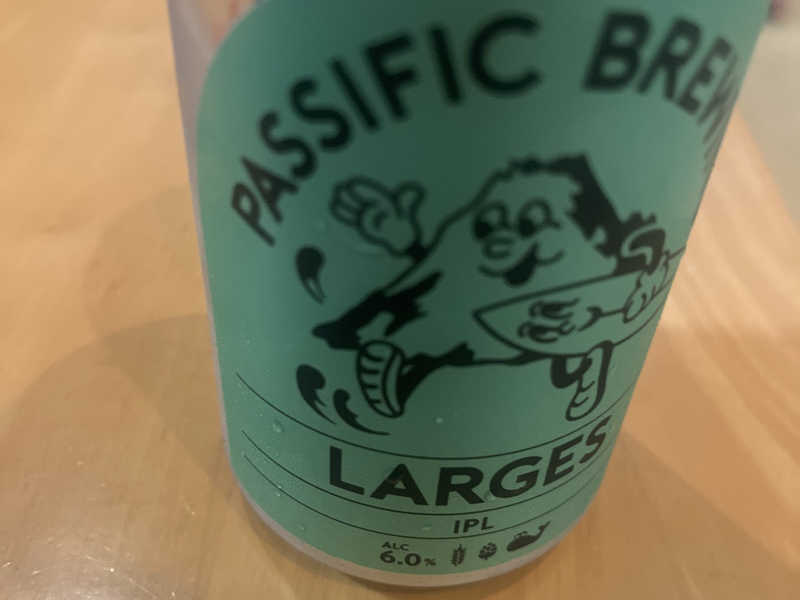 PASSIFIC
LARGES
IPL
ALC
6.0%